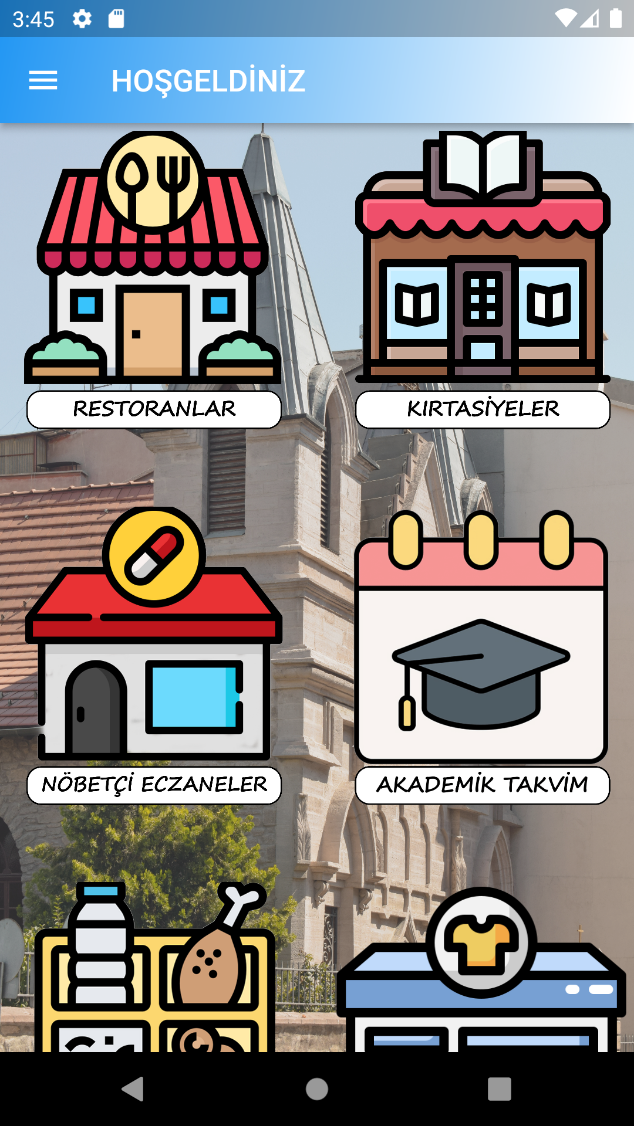 3:45
HOŞGELDİNİZ
RESTORANLAR
KIRTASİYELER
NÖBETÇİ ECZANELER
AKADEMİK TAKVİM